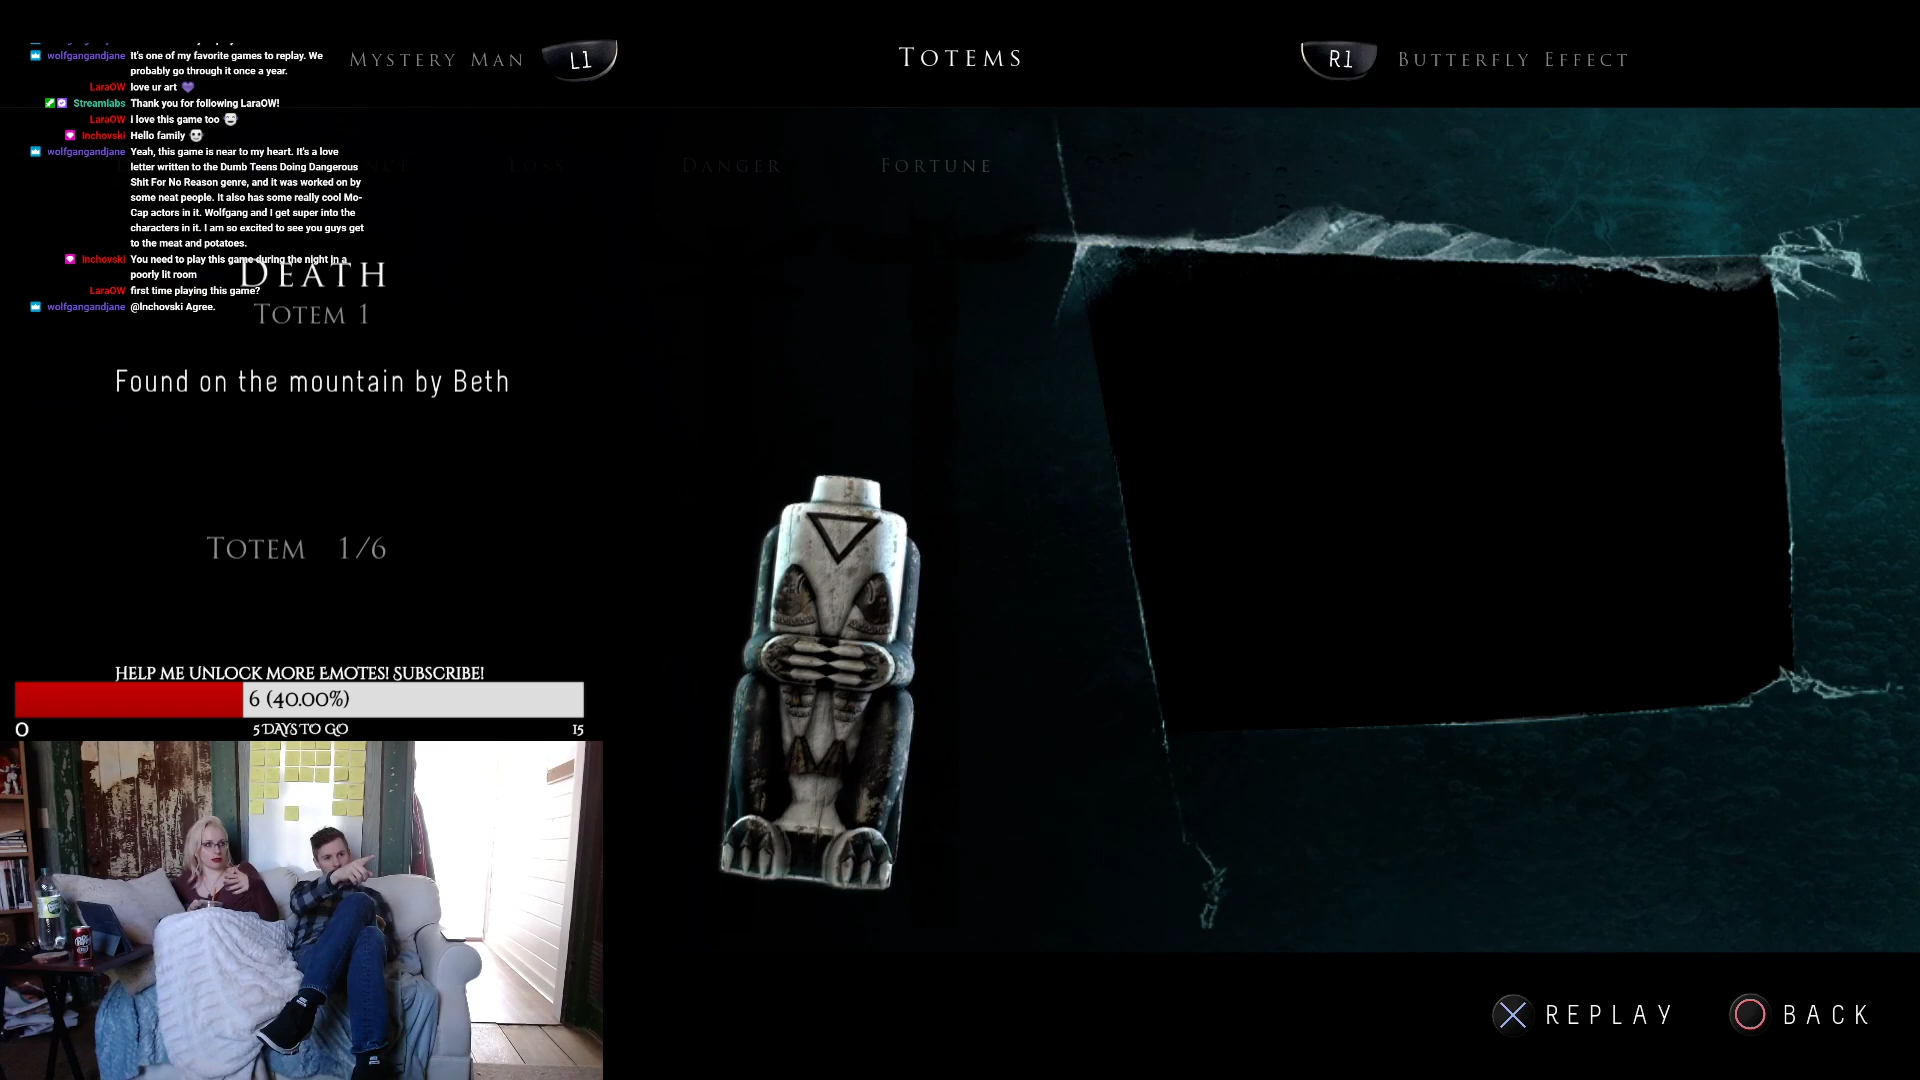 wolfgangandjane It's one of my favorite games to replay. We
probably go through it once a year.
LaraOW love ur art
Streamlabs Thank you for following LaraOW!
LaraOW I love this game too
Inchovski Hello family
wolfgangandjane Yeah, this game is near to my heart. It's a love
letter written to the Dumb Teens Doing Dangerous
Shit For No Reason genre, and it was worked on by
some neat people. It also has some really cool Mo-
Cap actors in it. Wolfgang and I get super into the
characters in it. I am so excited to see you guys get
to the meat and potatoes.
Inchovski You need to play this game during the night in a
poorly lit room
LaraOW first time playing this game?
wolfgangandjane @Inchovski Agree.
Mystery Man L1
Totems
R1 Butterfly Effect
Loss Danger Fortune
Death
Totem 1
Found on the mountain by Beth
Totem 1/6
Help me unlock more Emotes! Subscribe!
6 (40.00%)
0 5 days to go 15
REPLAY BACK